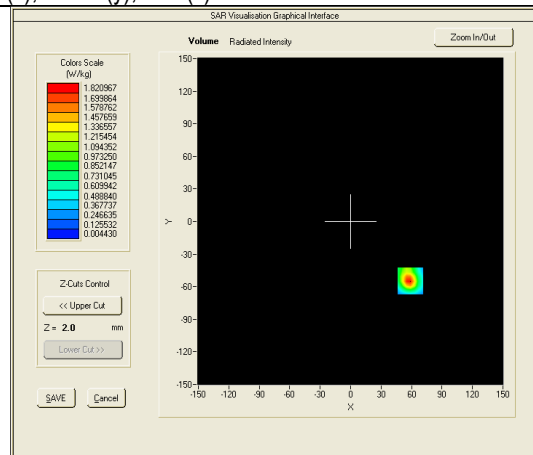 SAR Visualisation Graphical Interface
Volume Radiated Intensity
Zoom In/Out
Colors Scale
(W/kg)
1.820967
1.699864
1.578762
1.457659
1.336557
1.215454
1.094352
0.973250
0.852147
0.731045
0.609942
0.488840
0.367737
0.246635
0.125532
0.004430
Z-Cuts Control
<< Upper Cut
Z = 2.0 mm
Lower Cut >>
SAVE Cancel
150
120
90
60
30
0
-30
-60
-90
-120
-150
Y
-150 -120 -90 -60 -30 0 30 60 90 120 150
X